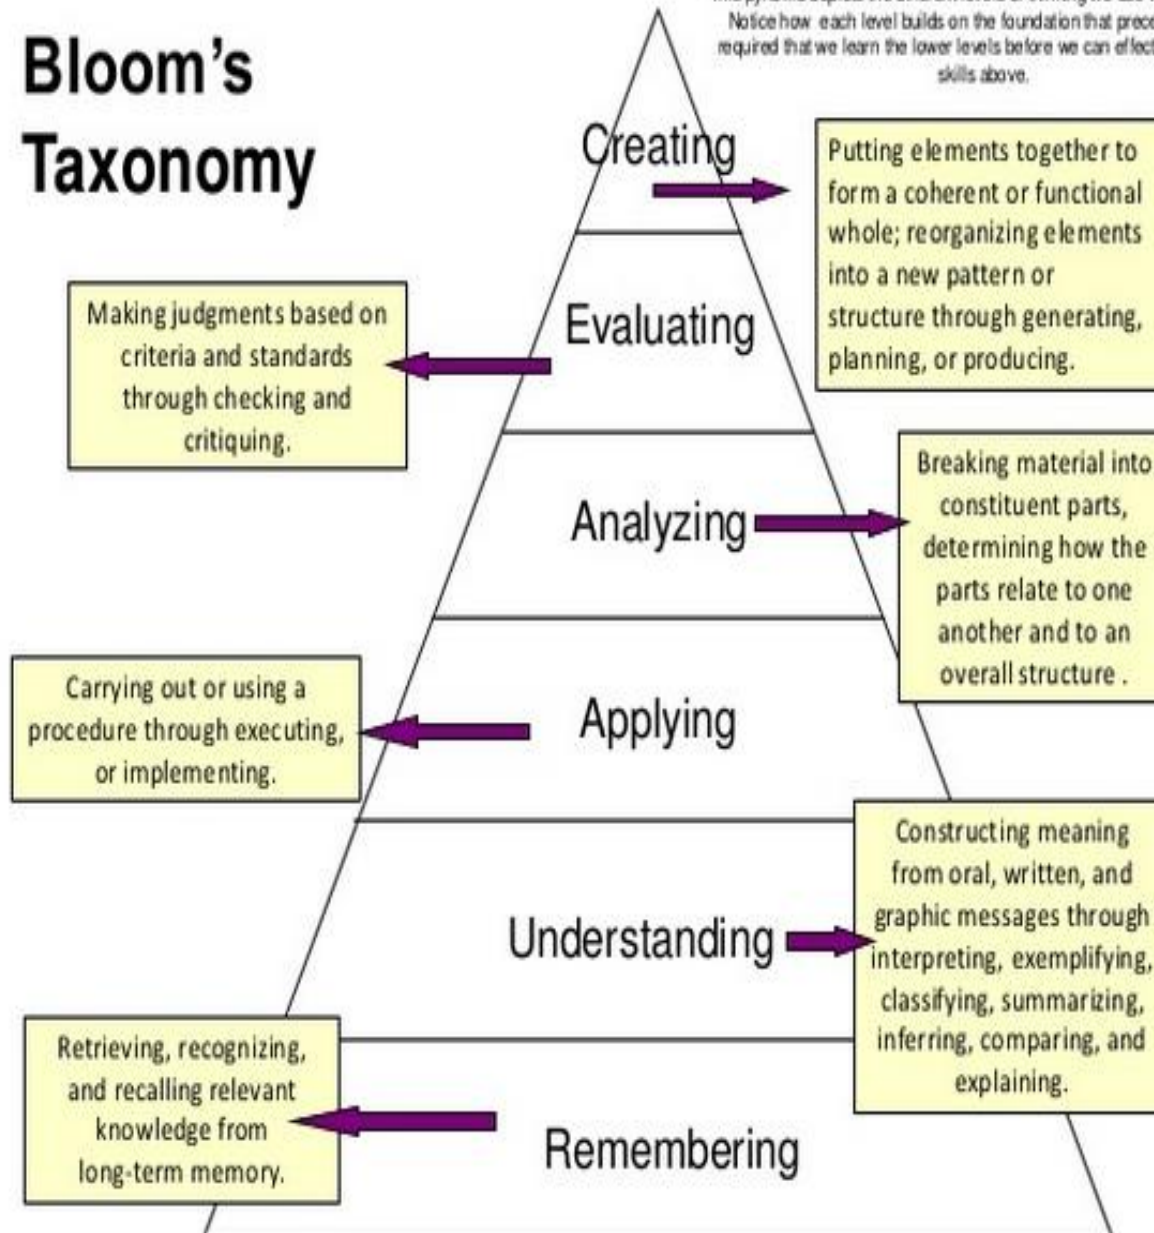 Notice how each level builds on the foundation that
required that we learn the lower levels before we can
skills above.
Bloom's
Taxonomy
Creating
Putting elements together to
form a coherent or functional
whole; reorganizing elements
into a new pattern or
structure through generating,
planning, or producing.
Evaluating
Making judgments based on
criteria and standards
through checking and
critiquing.
Analyzing
Breaking material into
constituent parts,
determining how the
parts relate to one
another and to an
overall structure .
Applying
Carrying out or using a
procedure through executing,
or implementing.
Understanding
Constructing meaning
from oral, written, and
graphic messages through
interpreting, exemplifying,
classifying, summarizing,
inferring, comparing, and
explaining.
Remembering
Retrieving, recognizing,
and recalling relevant
knowledge from
long-term memory.